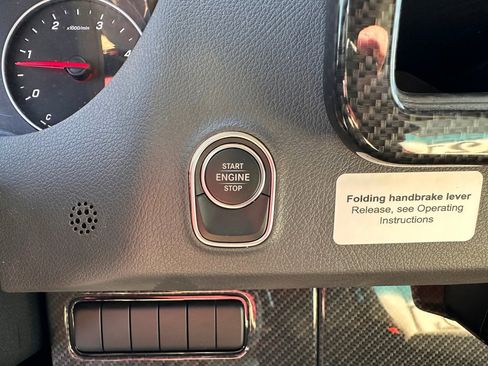 x1000/min
4
3
2
1
0
C
START
ENGINE
STOP
Folding handbrake lever
Release, see Operating
Instructions